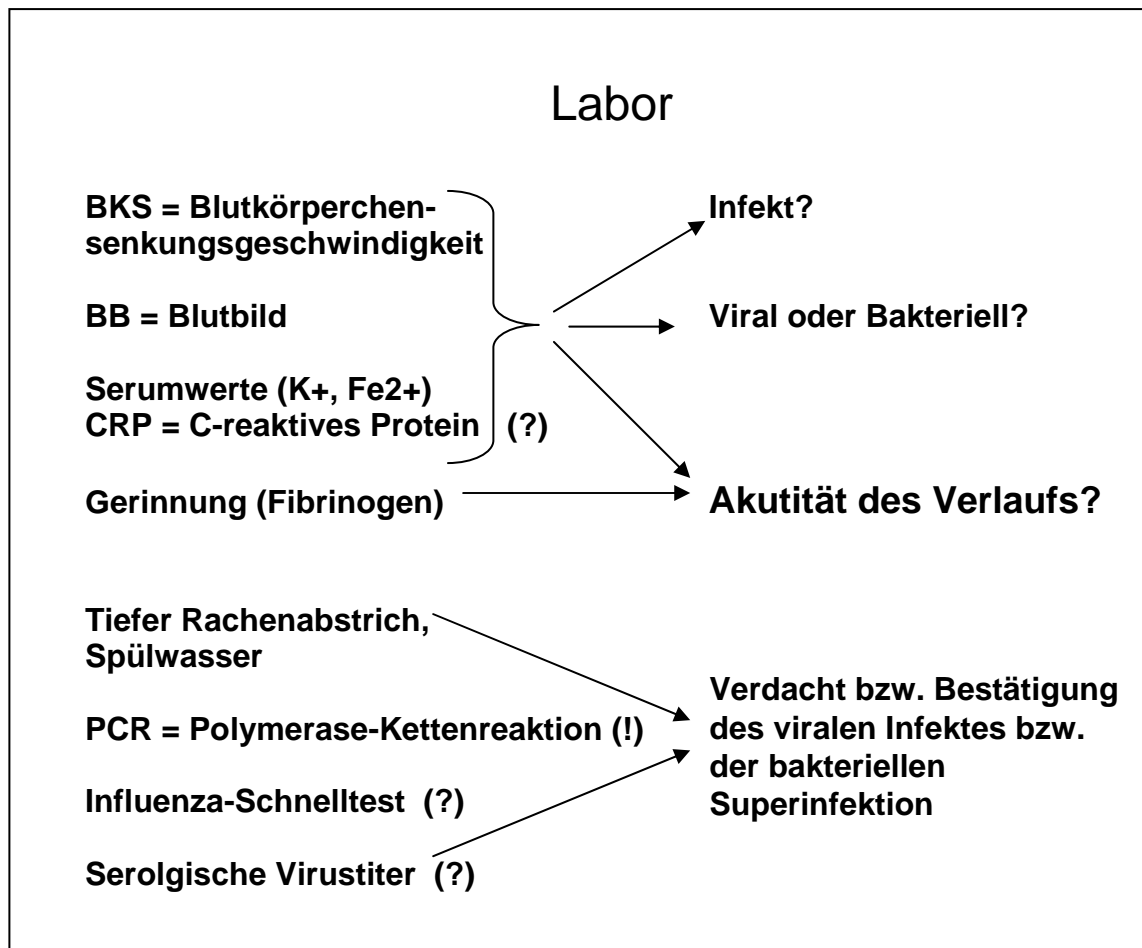 Labor
BKS = Blutkörperchen-
senkungsgeschwindigkeit
BB = Blutbild
Serumwerte (K+, Fe2+)
CRP = C-reaktives Protein (?)
Gerinnung (Fibrinogen)
Infekt?
Viral oder Bakteriell?
Akutität des Verlaufs?
Tiefer Rachenabstrich,
Spülwasser
PCR = Polymerase-Kettenreaktion (!)
Influenza-Schnelltest (?)
Serolgische Virustiter (?)
Verdacht bzw. Bestätigung
des viralen Infektes bzw.
der bakteriellen
Superinfektion